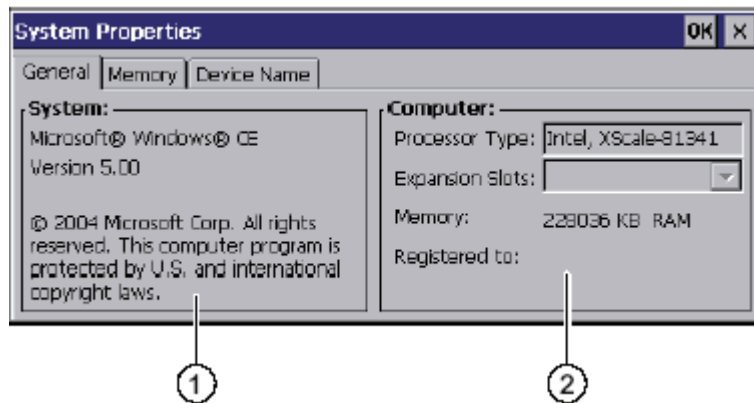 System Properties OK ×
General Memory Device Name
System:
Microsoft® Windows® CE
Version 5.00
© 2004 Microsoft Corp. All rights
reserved. This computer program is
protected by U.S. and international
copyright laws.
Computer:
Processor Type: Intel, XScale-81341
Expansion Slots:
Memory: 228036 KB RAM
Registered to:
1 2